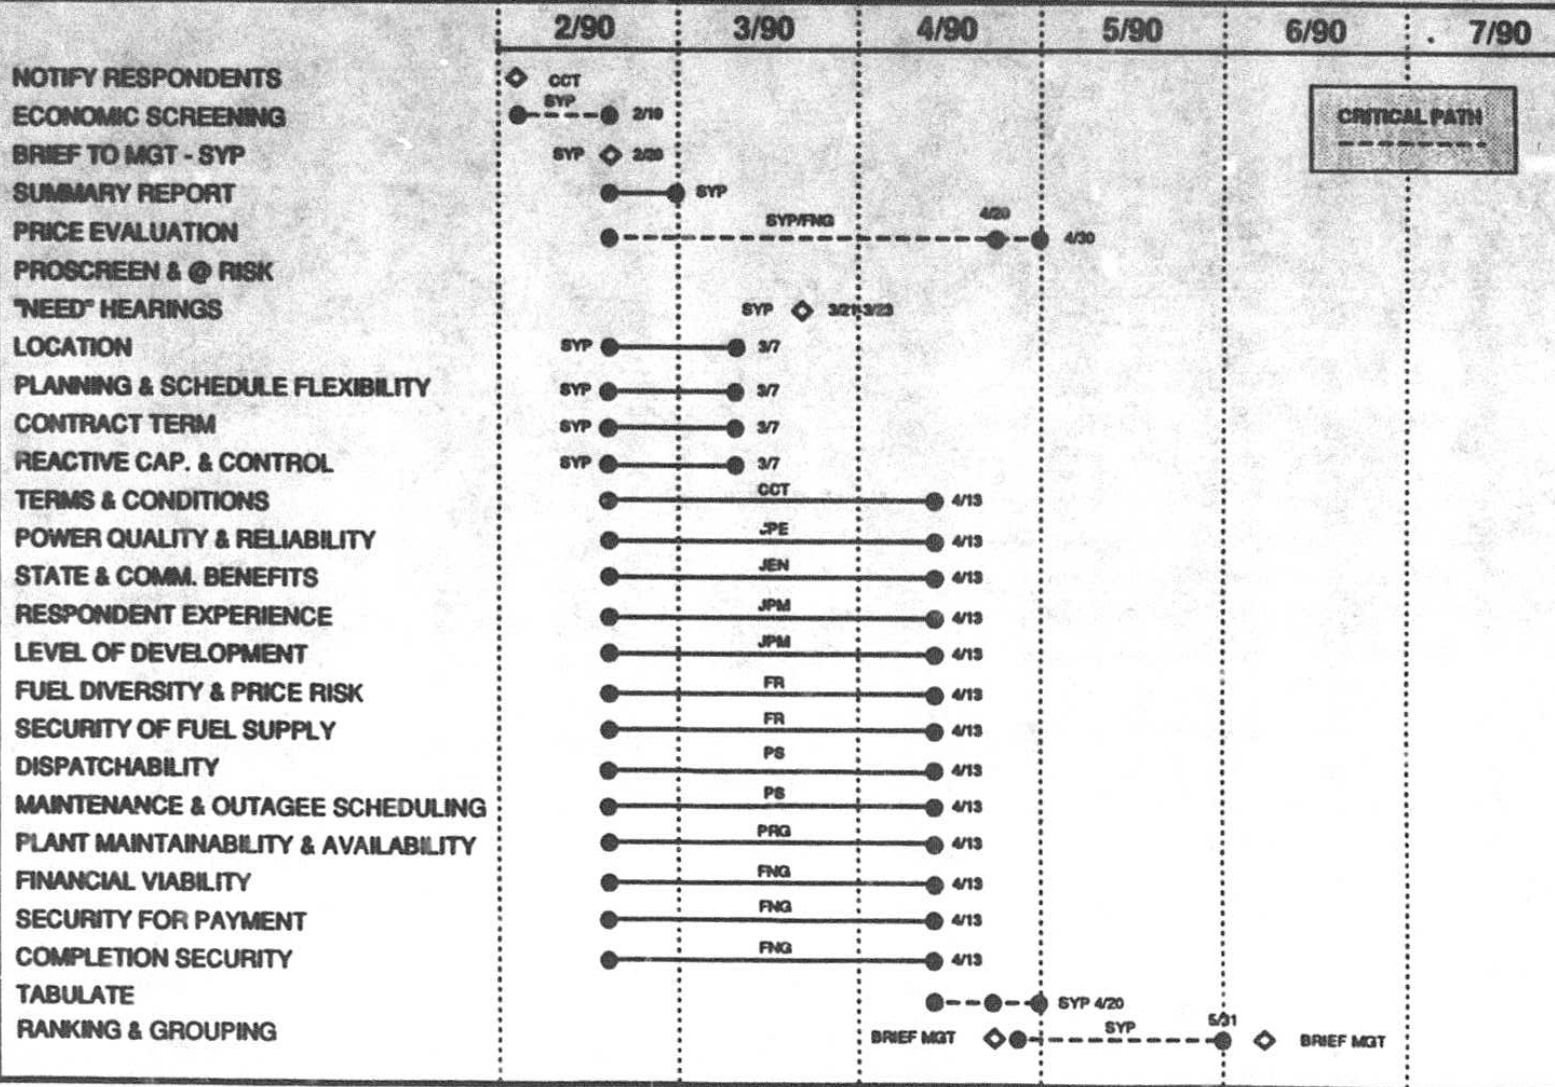 2/90 3/90 4/90 5/90 6/90 7/90
NOTIFY RESPONDENTS CCT
CRITICAL PATH
ECONOMIC SCREENING SYP
BRIEF TO MGT - SYP SYP
SUMMARY REPORT SYP
PRICE EVALUATION SYP/FNG 4/20 4/30
PROSCREEN & @ RISK
"NEED" HEARINGS SYP 3/21-3/23
LOCATION SYP 3/7
PLANNING & SCHEDULE FLEXIBILITY SYP 3/7
CONTRACT TERM SYP 3/7
REACTIVE CAP. & CONTROL SYP 3/7
TERMS & CONDITIONS CCT 4/13
POWER QUALITY & RELIABILITY JPE 4/13
STATE & COMM. BENEFITS JEN 4/13
RESPONDENT EXPERIENCE JPM 4/13
LEVEL OF DEVELOPMENT JPM 4/13
FUEL DIVERSITY & PRICE RISK FR 4/13
SECURITY OF FUEL SUPPLY FR 4/13
DISPATCHABILITY PS 4/13
MAINTENANCE & OUTAGEE SCHEDULING PS 4/13
PLANT MAINTAINABILITY & AVAILABILITY PRG 4/13
FINANCIAL VIABILITY FNG 4/13
SECURITY FOR PAYMENT FNG 4/13
COMPLETION SECURITY FNG 4/13
TABULATE SYP 4/20
RANKING & GROUPING BRIEF MGT SYP 5/31 BRIEF MGT